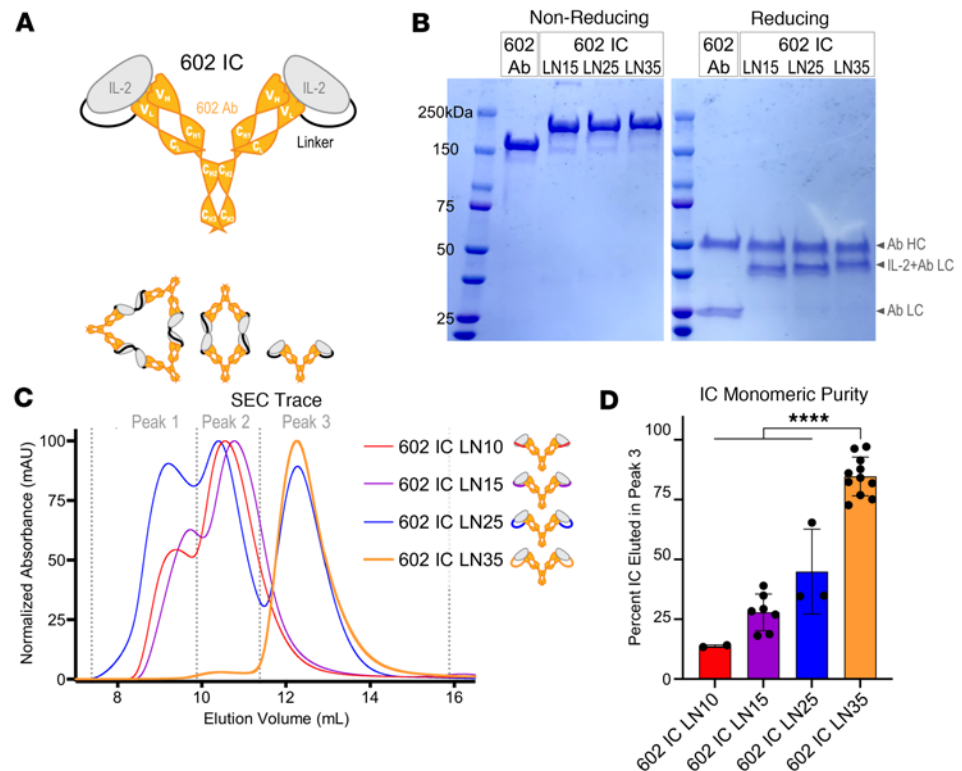 A
602 IC
IL-2
IL-2
602 Ab
VH
VH
VL
VL
CH1
CH1
CL
CL
CH2
CH2
CH3
CH3
Linker
B
Non-Reducing
Reducing
602
Ab
602 IC
LN15 LN25 LN35
602
Ab
602 IC
LN15 LN25 LN35
250kDa
150
75
50
25
Ab HC
IL-2+Ab LC
Ab LC
C
SEC Trace
Peak 1
Peak 2
Peak 3
Normalized Absorbance (mAU)
100
75
50
25
0
8
10
12
14
16
Elution Volume (mL)
602 IC LN10
602 IC LN15
602 IC LN25
602 IC LN35
D
IC Monomeric Purity
****
Percent IC Eluted in Peak 3
100
75
50
25
0
602 IC LN10
602 IC LN15
602 IC LN25
602 IC LN35